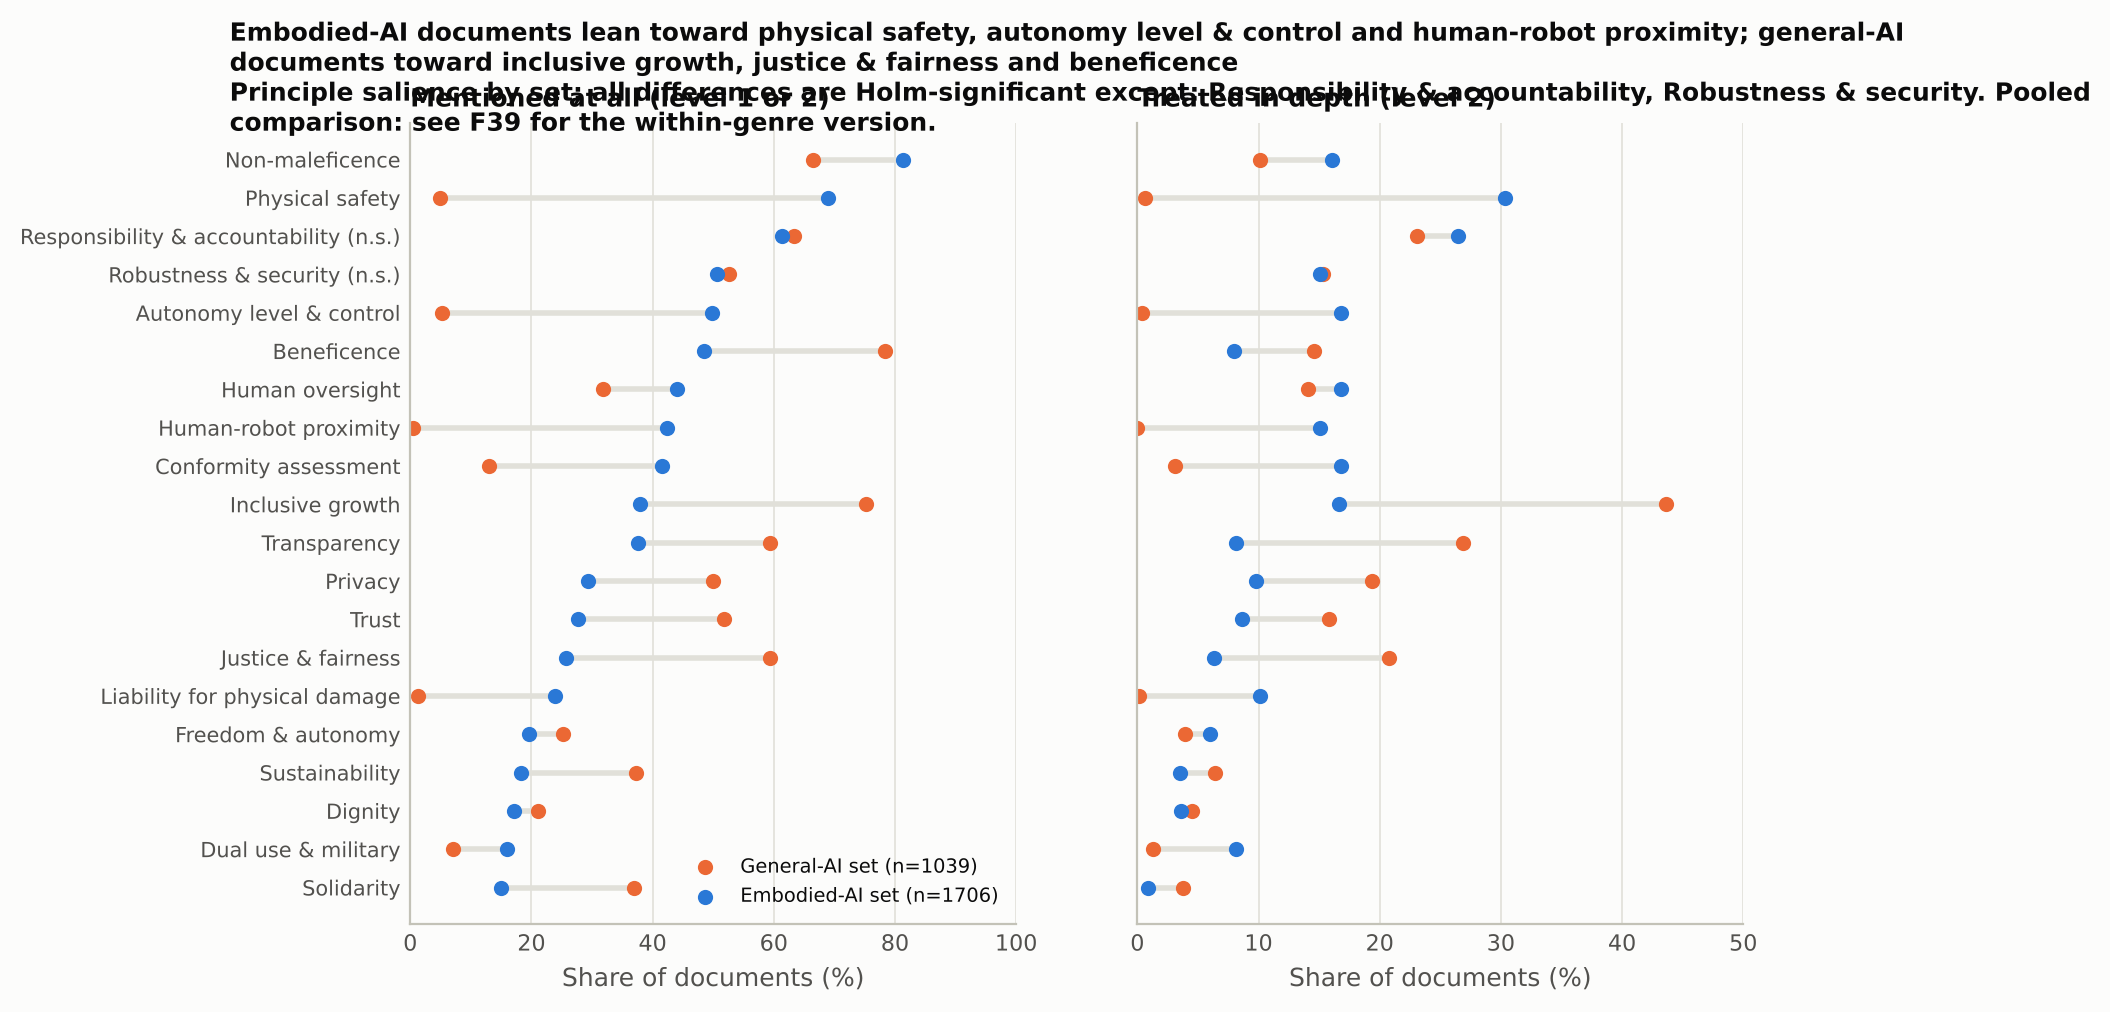 Embodied-AI documents lean toward physical safety, autonomy level & control and human-robot proximity; general-AI
documents toward inclusive growth, justice & fairness and beneficence
Principle salience by set; all differences are Holm-significant except: Responsibility & accountability, Robustness & security. Pooled
comparison: see F39 for the within-genre version.
Mentioned at all (level 1 or 2)
Treated in depth (level 2)
Non-maleficence
Physical safety
Responsibility & accountability (n.s.)
Robustness & security (n.s.)
Autonomy level & control
Beneficence
Human oversight
Human-robot proximity
Conformity assessment
Inclusive growth
Transparency
Privacy
Trust
Justice & fairness
Liability for physical damage
Freedom & autonomy
Sustainability
Dignity
Dual use & military
Solidarity
General-AI set (n=1039)
Embodied-AI set (n=1706)
0 20 40 60 80 100
0 10 20 30 40 50
Share of documents (%)
Share of documents (%)